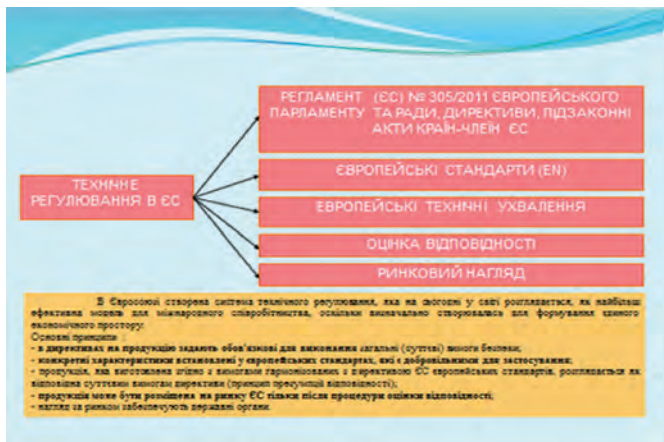 РЕГЛАМЕНТ (ЄС) № 305/2011 ЄВРОПЕЙСЬКОГО
ПАРЛАМЕНТУ ТА РАДИ, ДИРЕКТИВИ, ПІДЗАКОННІ
АКТИ КРАЇН-ЧЛЕЇН ЄС
ТЕХНІЧНЕ
РЕГУЛЮВАННЯ В ЄС
ЄВРОПЕЙСЬКІ СТАНДАРТИ (EN)
ЕВРОПЕЙСЬКІ ТЕХНІЧНІ УХВАЛЕННЯ
ОЦІНКА ВІДПОВІДНОСТІ
РИНКОВИЙ НАГЛЯД
В Євросоюзі створена система технічного регулювання, яка на сьогодні у світі розглядається, як найбільш
ефективна модель для міжнародного співробітництва, оскільки визначально створювалась для формування єдиного
економічного простору.
Основні принципи :
- в директивах на продукцію задають обов'язкові для виконання загальні (суттєві) вимоги безпеки;
- конкретні характеристики встановлені у європейських стандартах, які є добровільними для застосування;
- продукція, яка виготовлена згідно з вимогами гармонізованих з директивою ЄС європейських стандартів, розглядається як
відповідна суттєвим вимогам директиви (принцип презумпції відповідності);
- продукція може бути розміщена на ринку ЄС тільки після процедури оцінки відповідності;
- нагляд за ринком забезпечують державні органи.